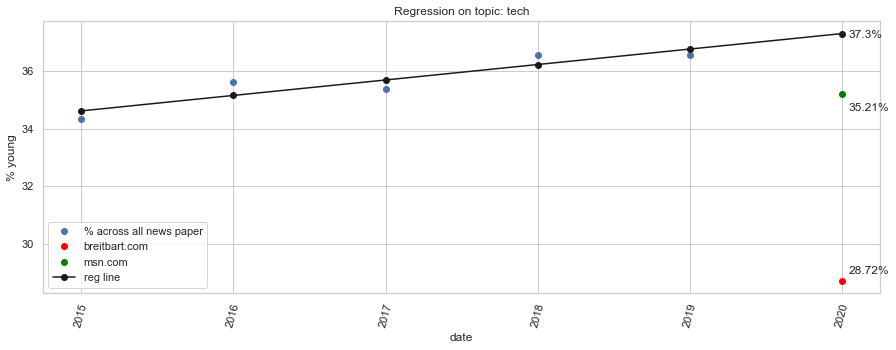 Regression on topic: tech
% young
36
34
32
30
37.3%
35.21%
28.72%
% across all news paper
breitbart.com
msn.com
reg line
2015
2016
2017
2018
2019
2020
date